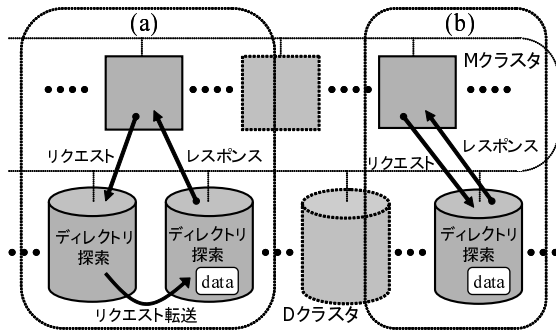 (a)
(b)
Mクラスタ
リクエスト
レスポンス
リクエスト
レスポンス
ディレクトリ
探索
ディレクトリ
探索
data
ディレクトリ
探索
data
リクエスト転送
Dクラスタ